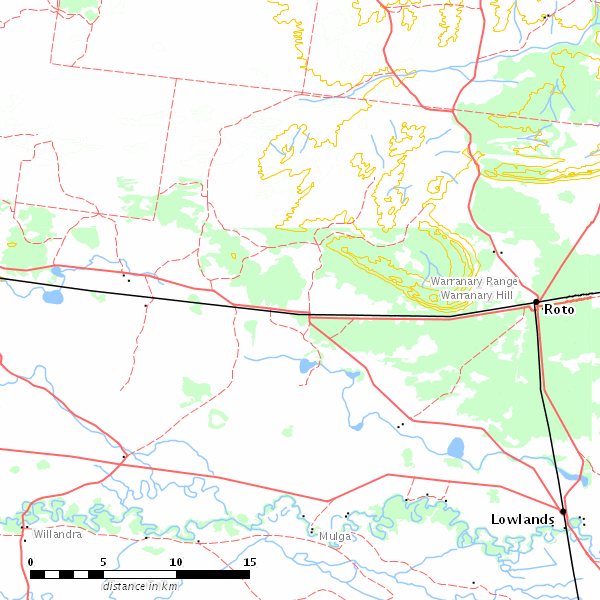 Warranary Range
Warranary Hill
Roto
Lowlands
Willandra
Mulga
0 5 10 15
distance in km